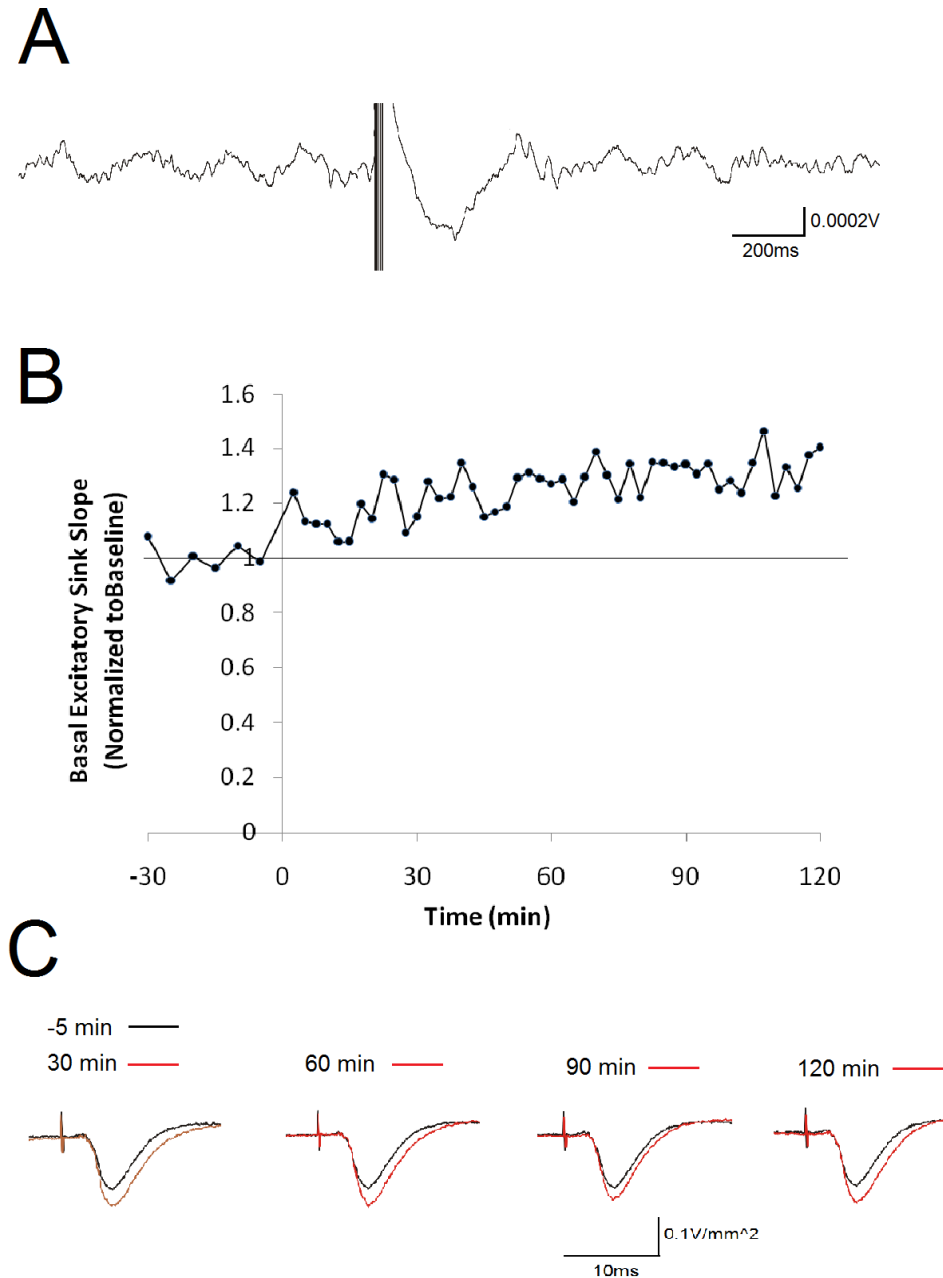 A
0.0002V
200ms
B
1.6
1.4
1.2
1
0.8
0.6
0.4
0.2
0
Basal Excitatory Sink Slope
(Normalized toBaseline)
-30 0 30 60 90 120
Time (min)
C
-5 min
30 min 60 min 90 min 120 min
0.1V/mm^2
10ms